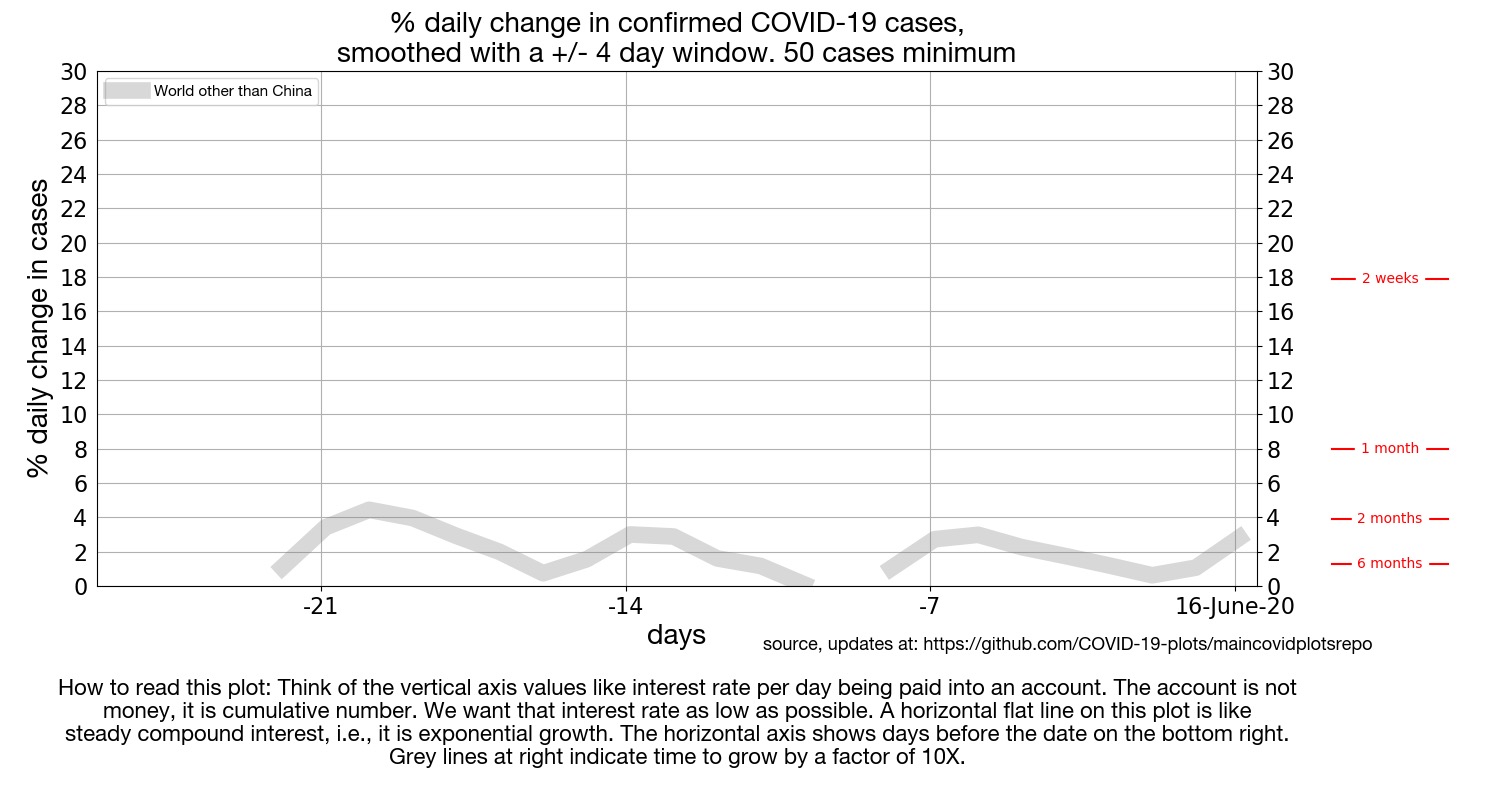 % daily change in confirmed COVID-19 cases,
smoothed with a +/- 4 day window. 50 cases minimum
World other than China
% daily change in cases
30
28
26
24
22
20
18
16
14
12
10
8
6
4
2
0
30
28
26
24
22
20
18
16
14
12
10
8
6
4
2
0
2 weeks
1 month
2 months
6 months
-21
-14
-7
16-June-20
days
source, updates at: https://github.com/COVID-19-plots/maincovidplotsrepo
How to read this plot: Think of the vertical axis values like interest rate per day being paid into an account. The account is not
money, it is cumulative number. We want that interest rate as low as possible. A horizontal flat line on this plot is like
steady compound interest, i.e., it is exponential growth. The horizontal axis shows days before the date on the bottom right.
Grey lines at right indicate time to grow by a factor of 10X.